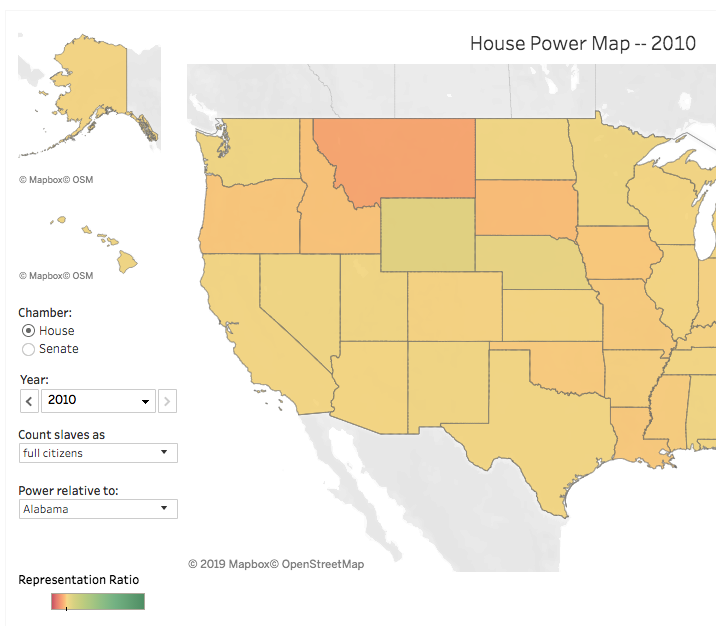 House Power Map -- 2010
© Mapbox© OSM
© Mapbox© OSM
Chamber:
House
Senate
Year:
2010
Count slaves as
full citizens
Power relative to:
Alabama
© 2019 Mapbox© OpenStreetMap
Representation Ratio